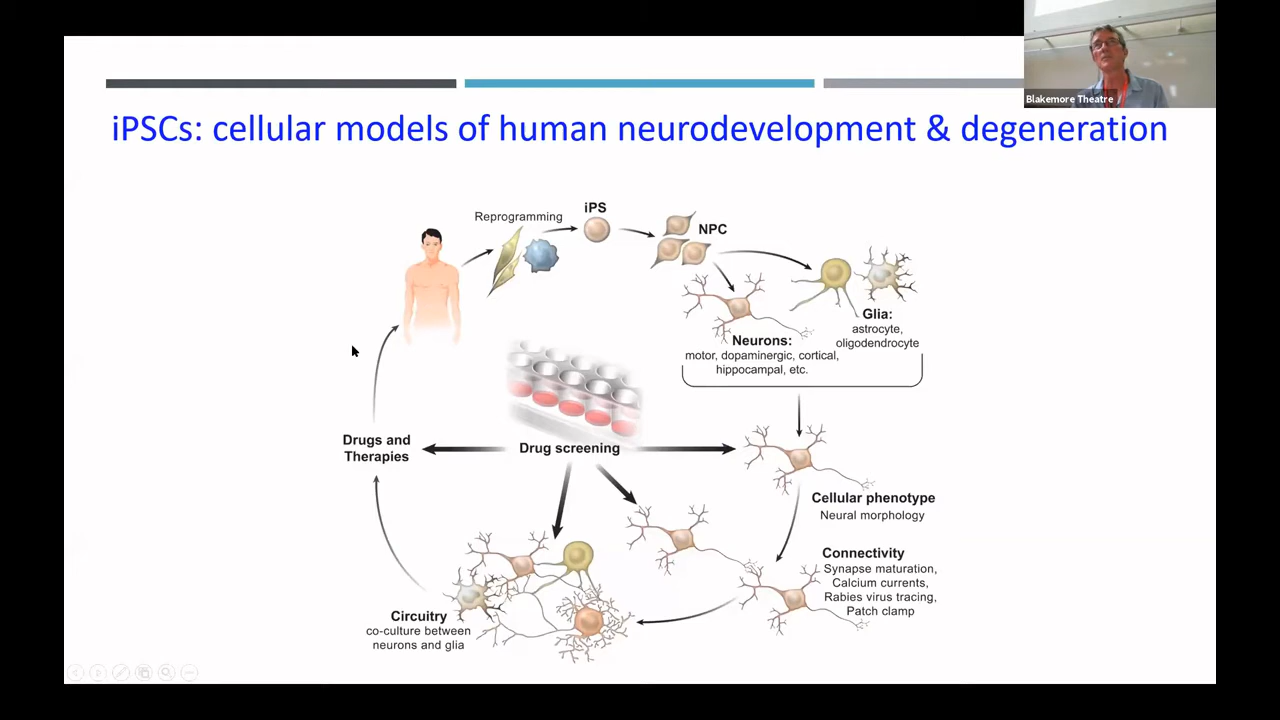 Blakemore Theatre
iPSCs: cellular models of human neurodevelopment & degeneration
Reprogramming
iPS
NPC
Glia:
astrocyte,
oligodendrocyte
Neurons:
motor, dopaminergic, cortical,
hippocampal, etc.
Drugs and
Therapies
Drug screening
Cellular phenotype
Neural morphology
Connectivity
Synapse maturation,
Calcium currents,
Rabies virus tracing,
Patch clamp
Circuitry
co-culture between
neurons and glia